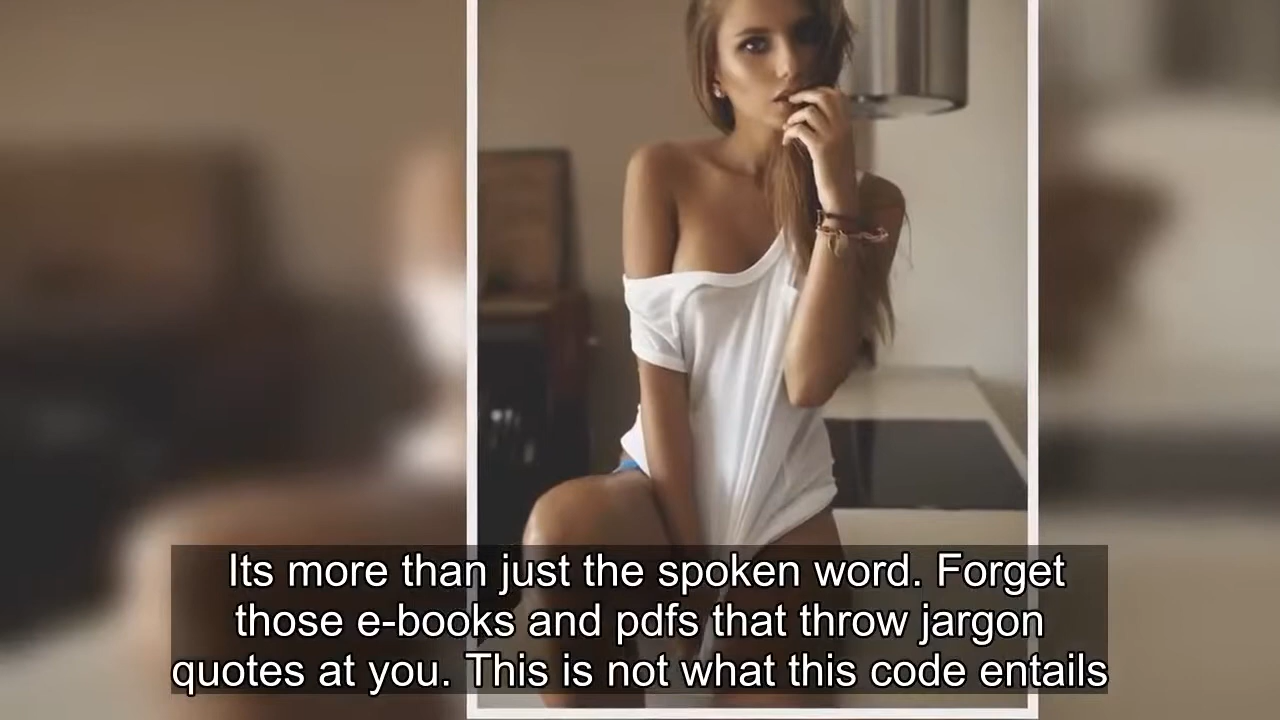 Its more than just the spoken word. Forget
those e-books and pdfs that throw jargon
quotes at you. This is not what this code entails